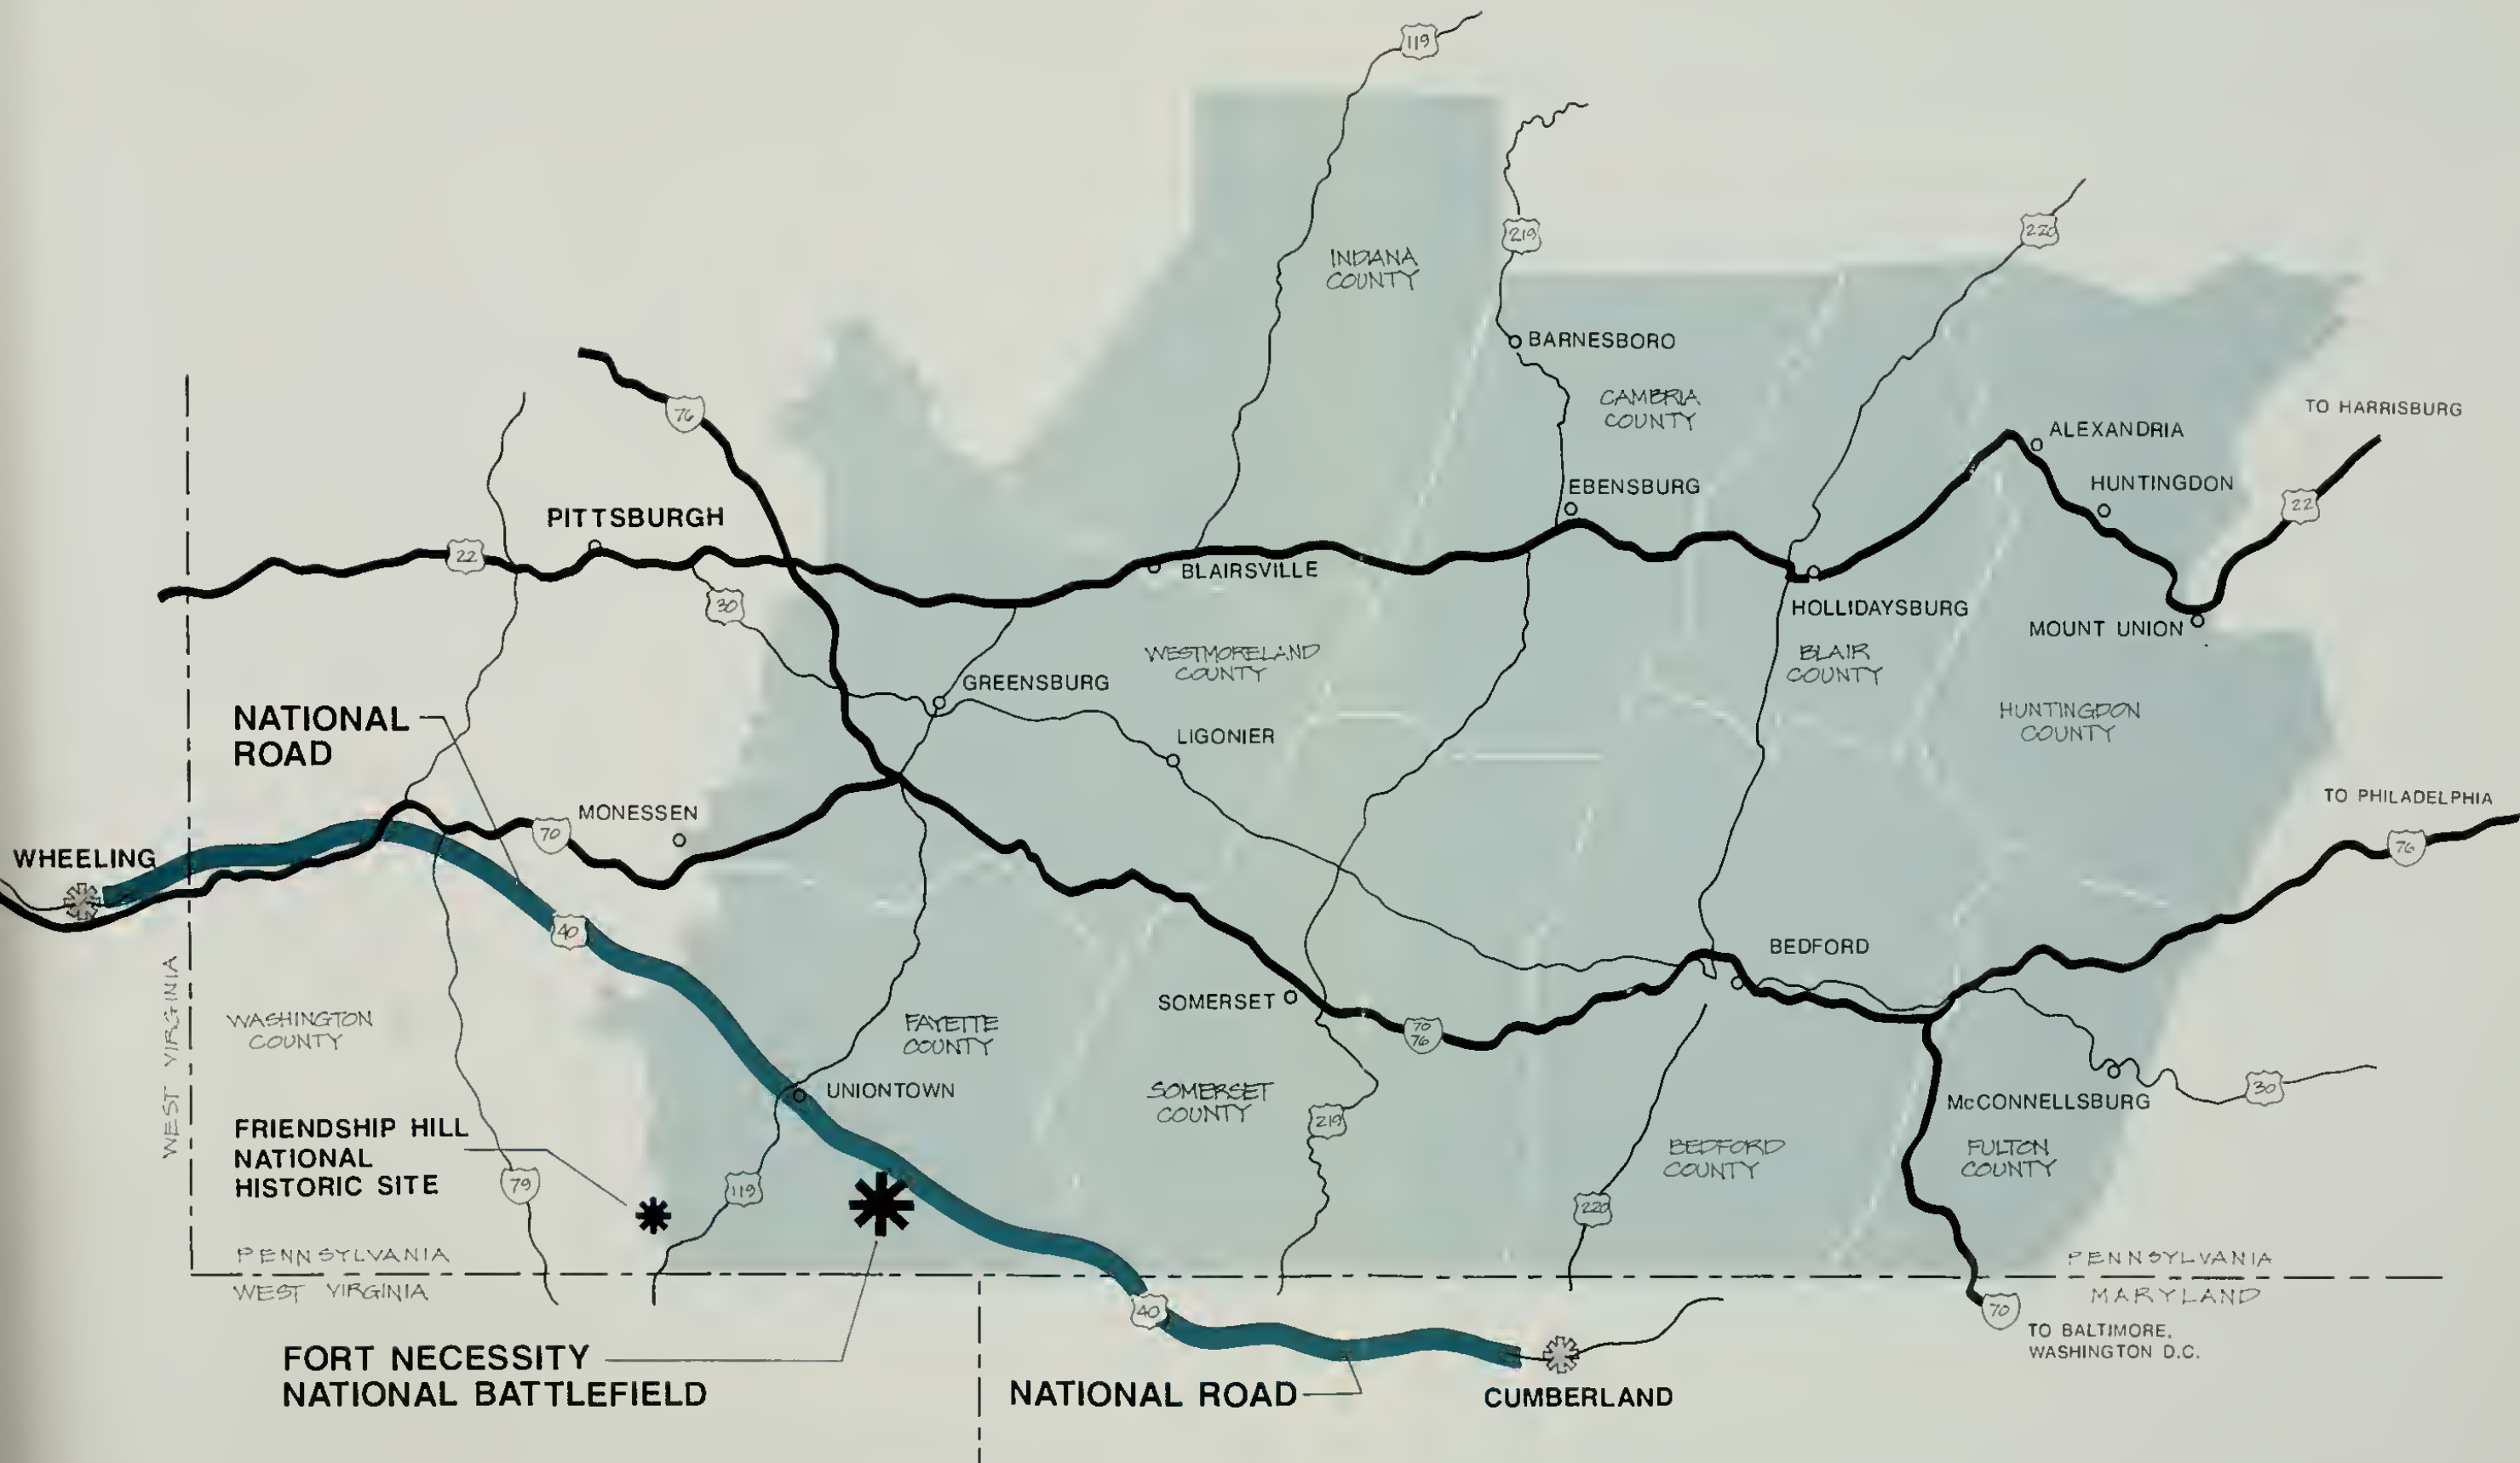 119
219
220
INDIANA
COUNTY
BARNESBORO
CAMBRIA
COUNTY
76
TO HARRISBURG
ALEXANDRIA
HUNTINGDON
EBENSBURG
22
PITTSBURGH
22
BLAIRSVILLE
30
HOLLIDAYSBURG
MOUNT UNION
WESTMORELAND
COUNTY
BLAIR
COUNTY
GREENSBURG
HUNTINGDON
COUNTY
NATIONAL
ROAD
LIGONIER
TO PHILADELPHIA
MONESSEN
70
76
WHEELING
40
BEDFORD
WEST VIRGINIA
SOMERSET
WASHINGTON
COUNTY
FAYETTE
COUNTY
70
76
UNIONTOWN
SOMERSET
COUNTY
30
McCONNELLSBURG
219
FRIENDSHIP HILL
NATIONAL
HISTORIC SITE
BEDFORD
COUNTY
FULTON
COUNTY
79
119
220
PENNSYLVANIA
WEST VIRGINIA
PENNSYLVANIA
MARYLAND
40
70
TO BALTIMORE,
WASHINGTON D.C.
FORT NECESSITY
NATIONAL BATTLEFIELD
NATIONAL ROAD
CUMBERLAND